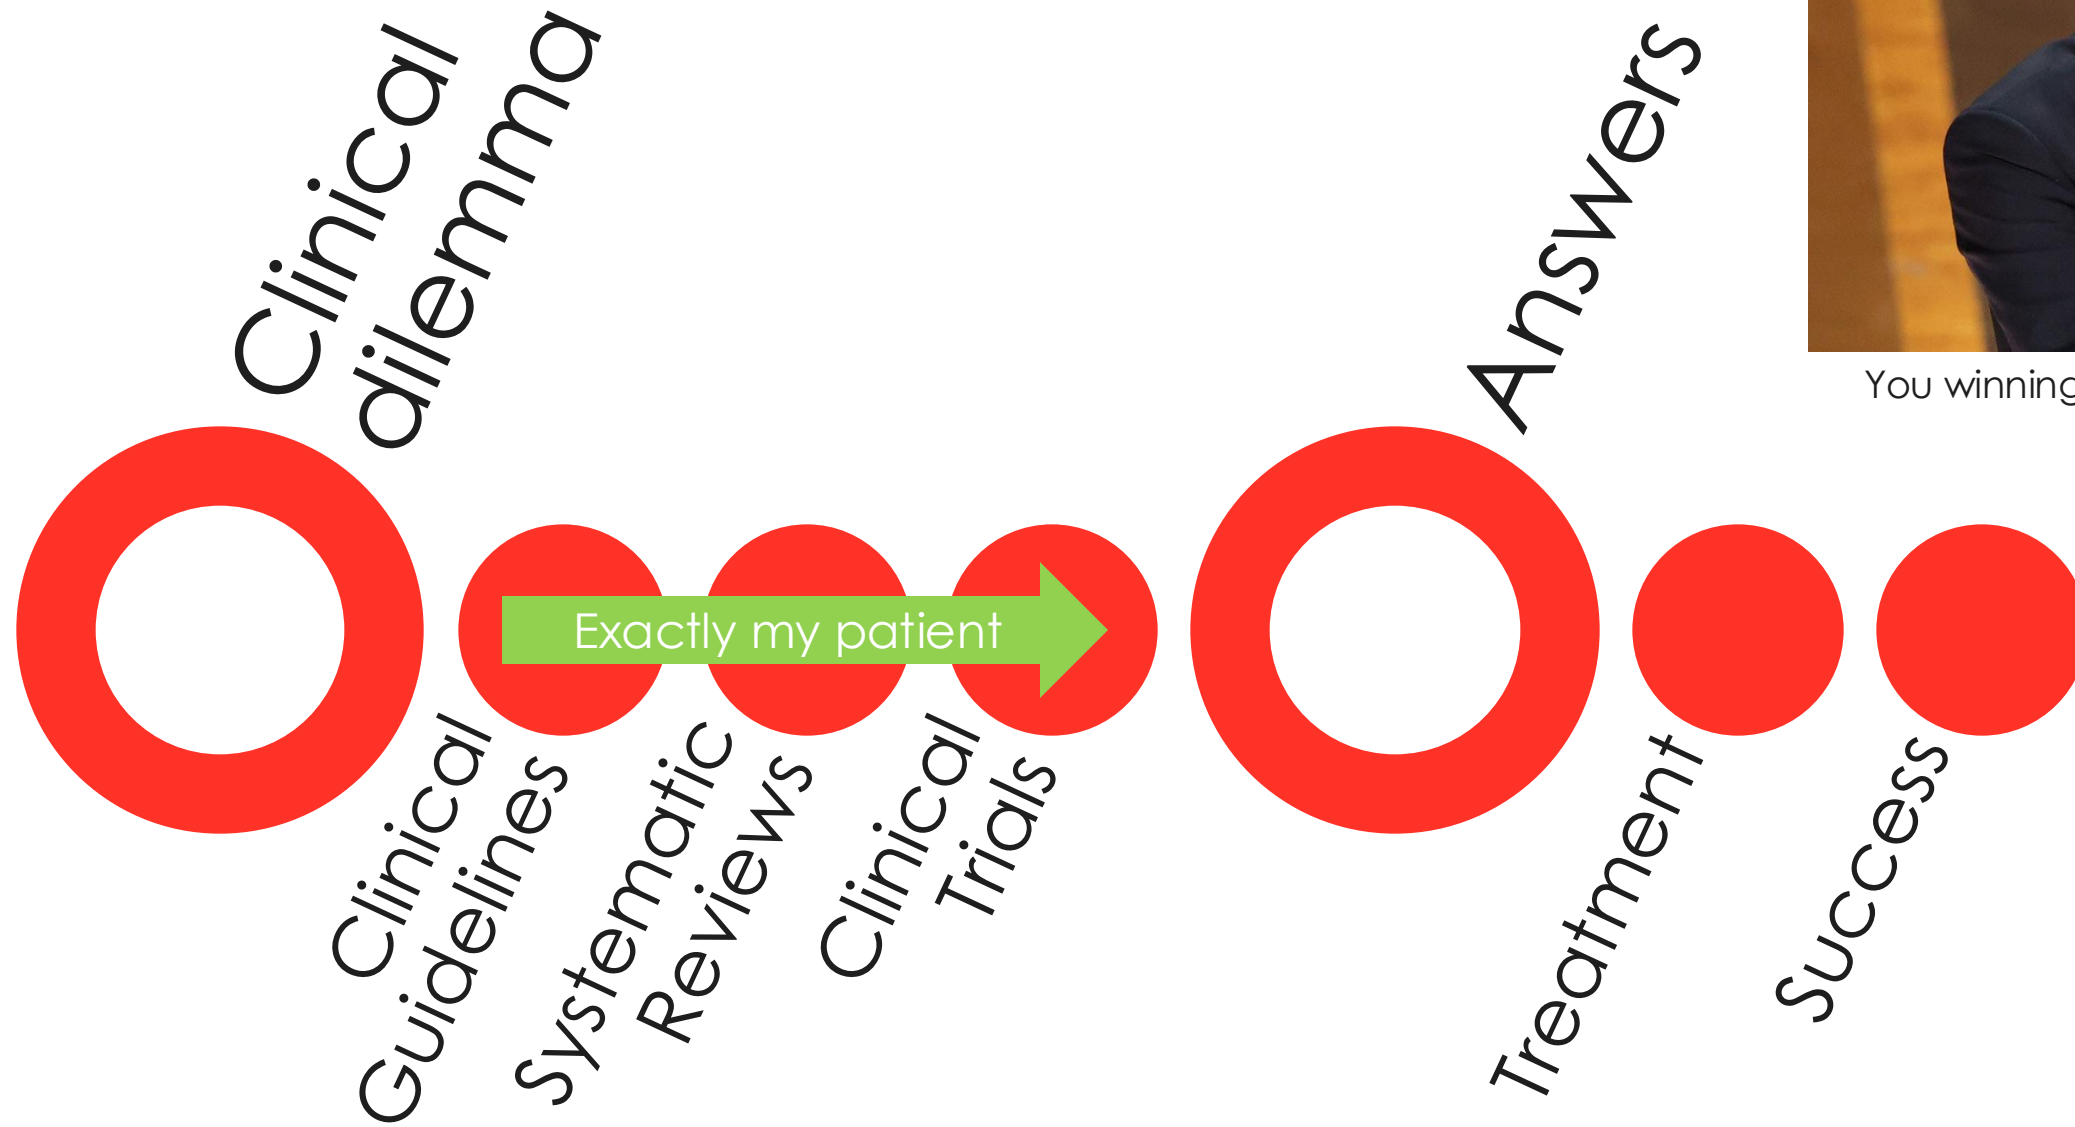 Clinical
dilemma
Answers
You winning
Exactly my patient
Clinical
Guidelines
Systematic
Reviews
Clinical
Trials
Treatment
Success